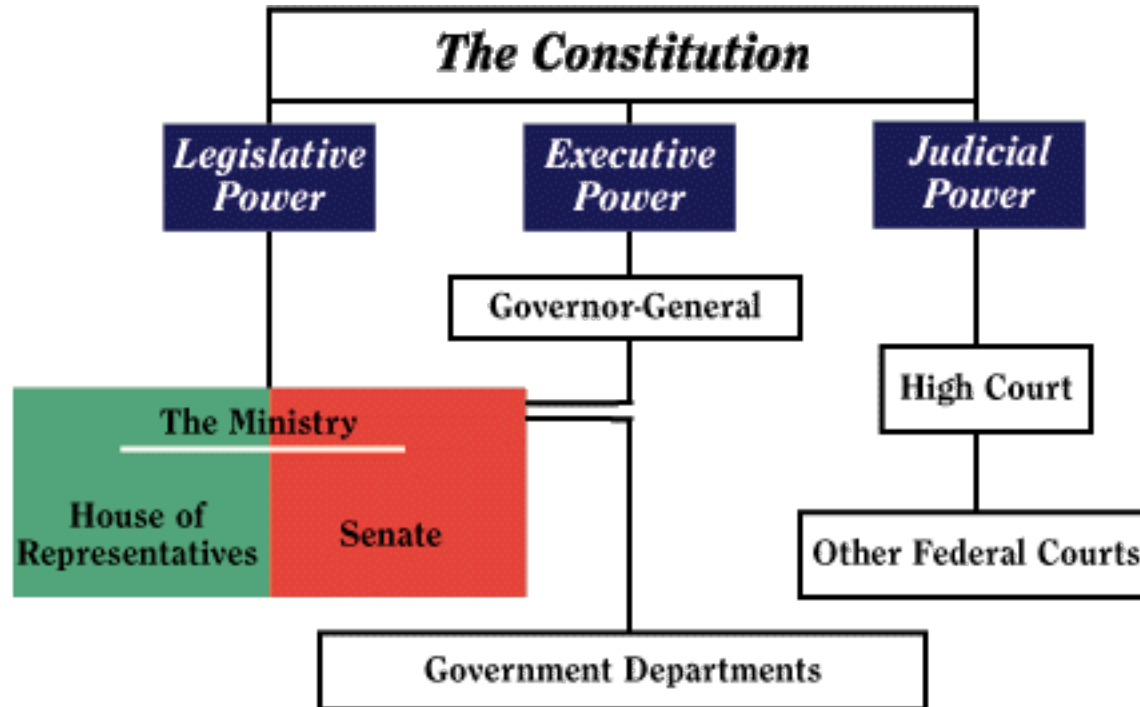 The Constitution
Legislative
Power
Executive
Power
Judicial
Power
Governor-General
High Court
The Ministry
House of
Representatives
Senate
Other Federal Courts
Government Departments